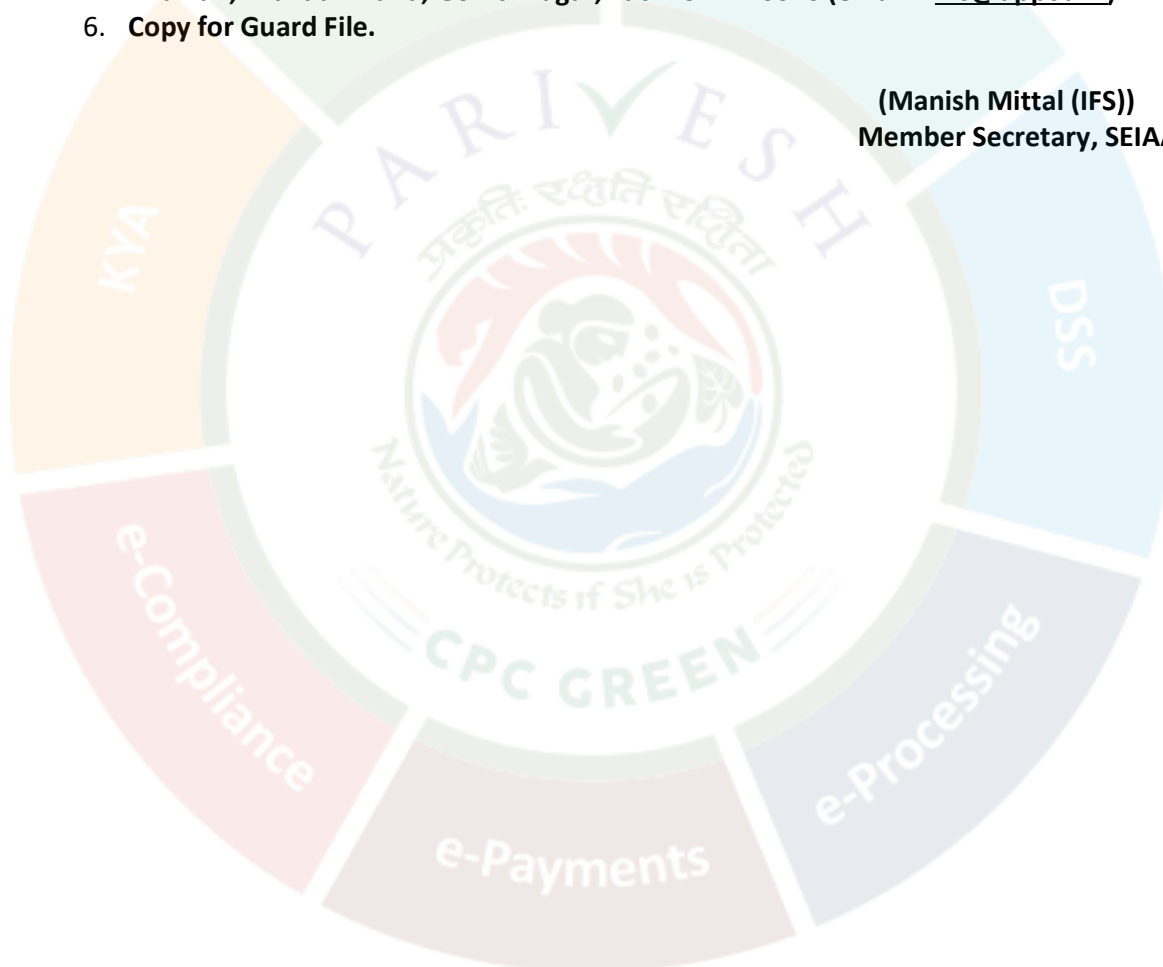 6. Copy for Guard File.
(Manish Mittal (IFS))
Member Secretary, SEIAA
PARIVESH
प्रकृतिः रक्षति रक्षिता
KYA
DSS
Nature Protects if She is Protected
CPC GREEN
e-Compliance
e-Processing
e-Payments